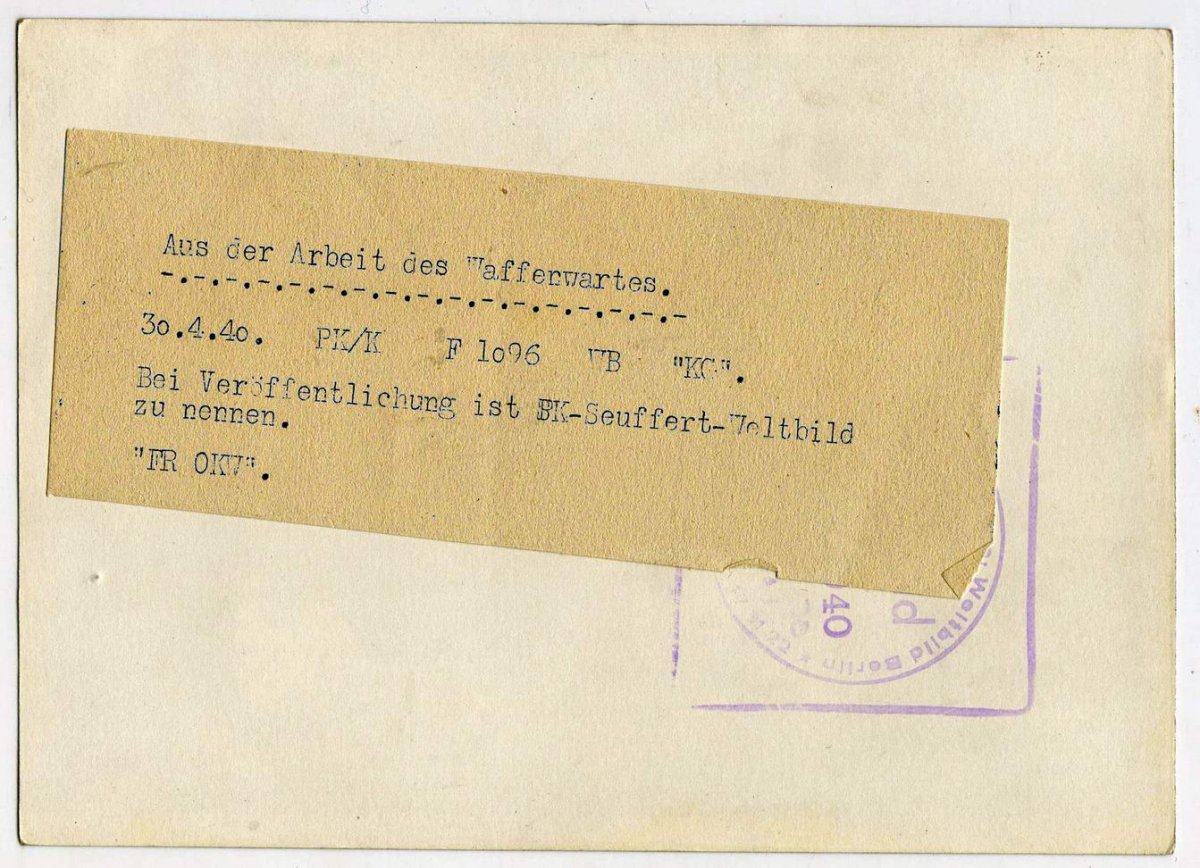 Aus der Arbeit des Waffenwartes.
-.-.-.-.-.-.-.-.-.-.-.-.-.-.-.-.-
30.4.40. PK/K F 1096 WB "KC".
Bei Veröffentlichung ist PK-Seuffert-Weltbild
zu nennen.
"FR OKW".
Weltbild Berlin
40
d